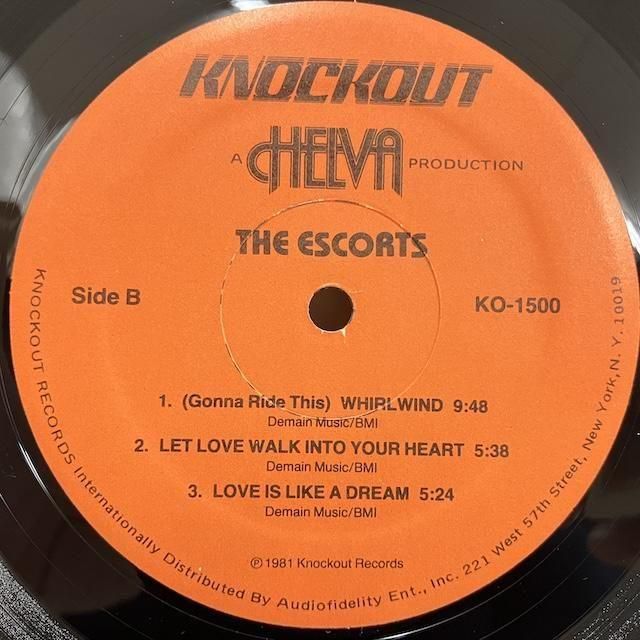 KNOCKOUT
A CHELVA PRODUCTION
THE ESCORTS
Side B
KO-1500
1. (Gonna Ride This) WHIRLWIND 9:48
Demain Music/BMI
2. LET LOVE WALK INTO YOUR HEART 5:38
Demain Music/BMI
3. LOVE IS LIKE A DREAM 5:24
Demain Music/BMI
℗ 1981 Knockout Records
KNOCKOUT RECORDS Internationally Distributed By Audiofidelity Ent., Inc. 221 West 57th Street, New York, N. Y. 10019